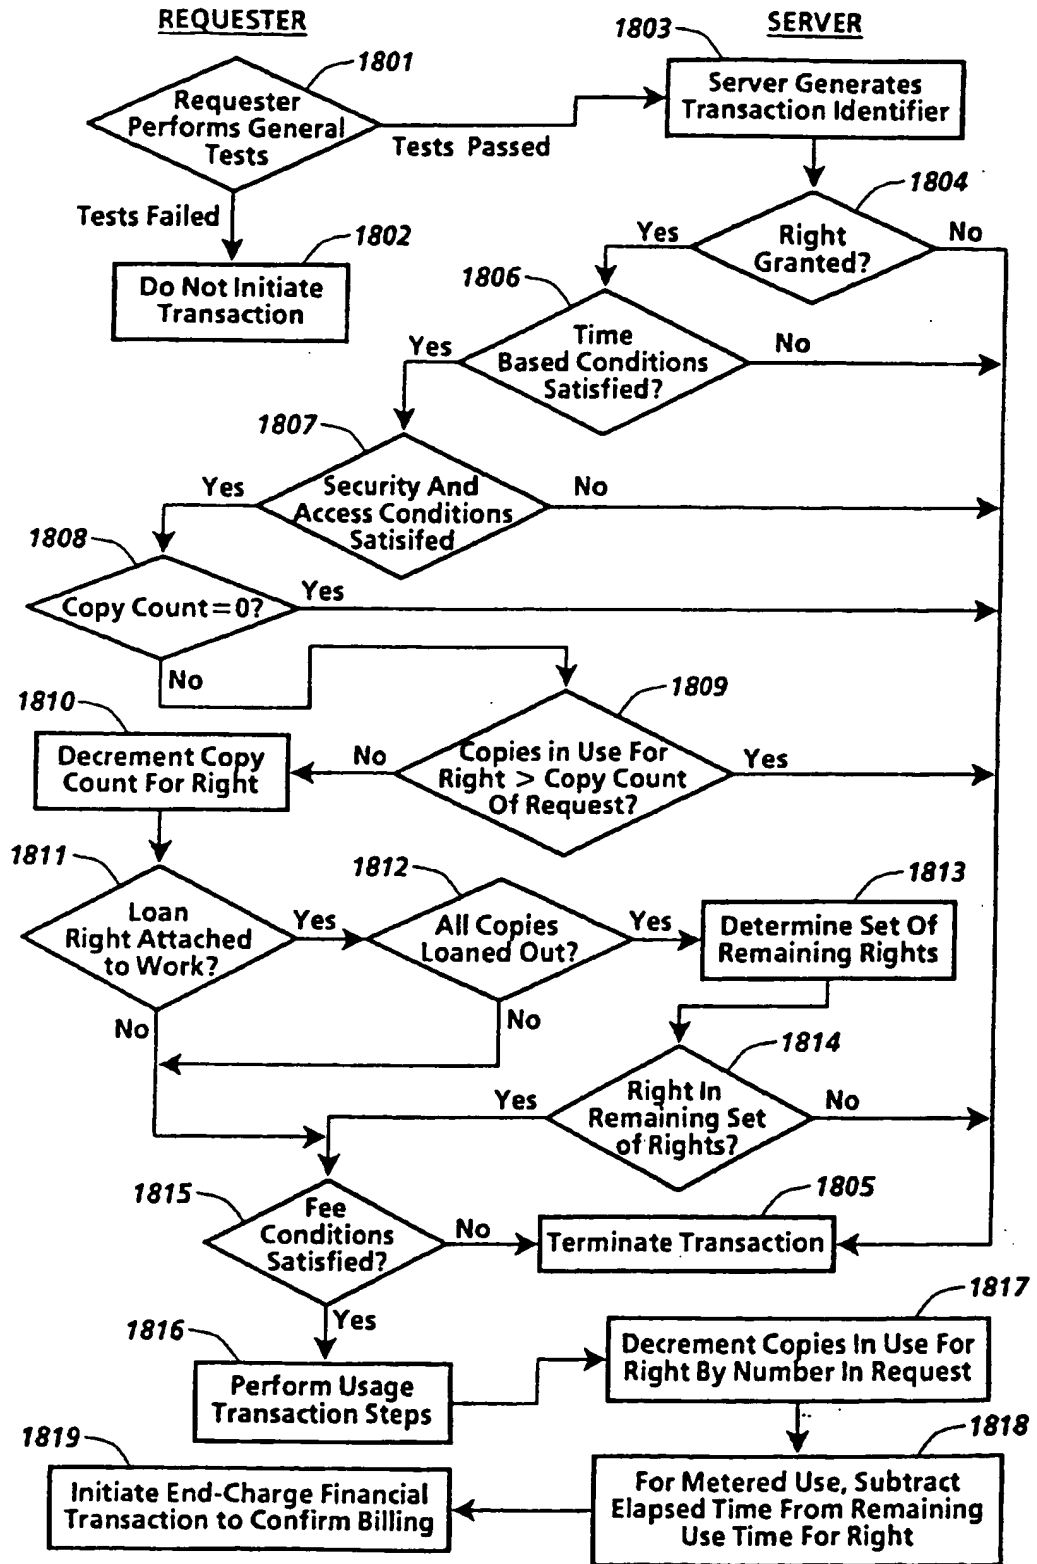 REQUESTER
SERVER
1801
1803
Requester
Performs General
Tests
Tests Passed
Server Generates
Transaction Identifier
Tests Failed
1802
Do Not Initiate
Transaction
1804
Right
Granted?
Yes
No
1806
Time
Based Conditions
Satisfied?
Yes
No
1807
Security And
Access Conditions
Satisifed
Yes
No
1808
Copy Count=0?
Yes
No
1809
Copies in Use For
Right > Copy Count
Of Request?
No
Yes
1810
Decrement Copy
Count For Right
1811
Loan
Right Attached
to Work?
Yes
No
1812
All Copies
Loaned Out?
Yes
No
1813
Determine Set Of
Remaining Rights
1814
Right In
Remaining Set
of Rights?
Yes
No
1815
Fee
Conditions
Satisfied?
No
Yes
1805
Terminate Transaction
1816
Perform Usage
Transaction Steps
1817
Decrement Copies In Use For
Right By Number In Request
1818
For Metered Use, Subtract
Elapsed Time From Remaining
Use Time For Right
1819
Initiate End-Charge Financial
Transaction to Confirm Billing